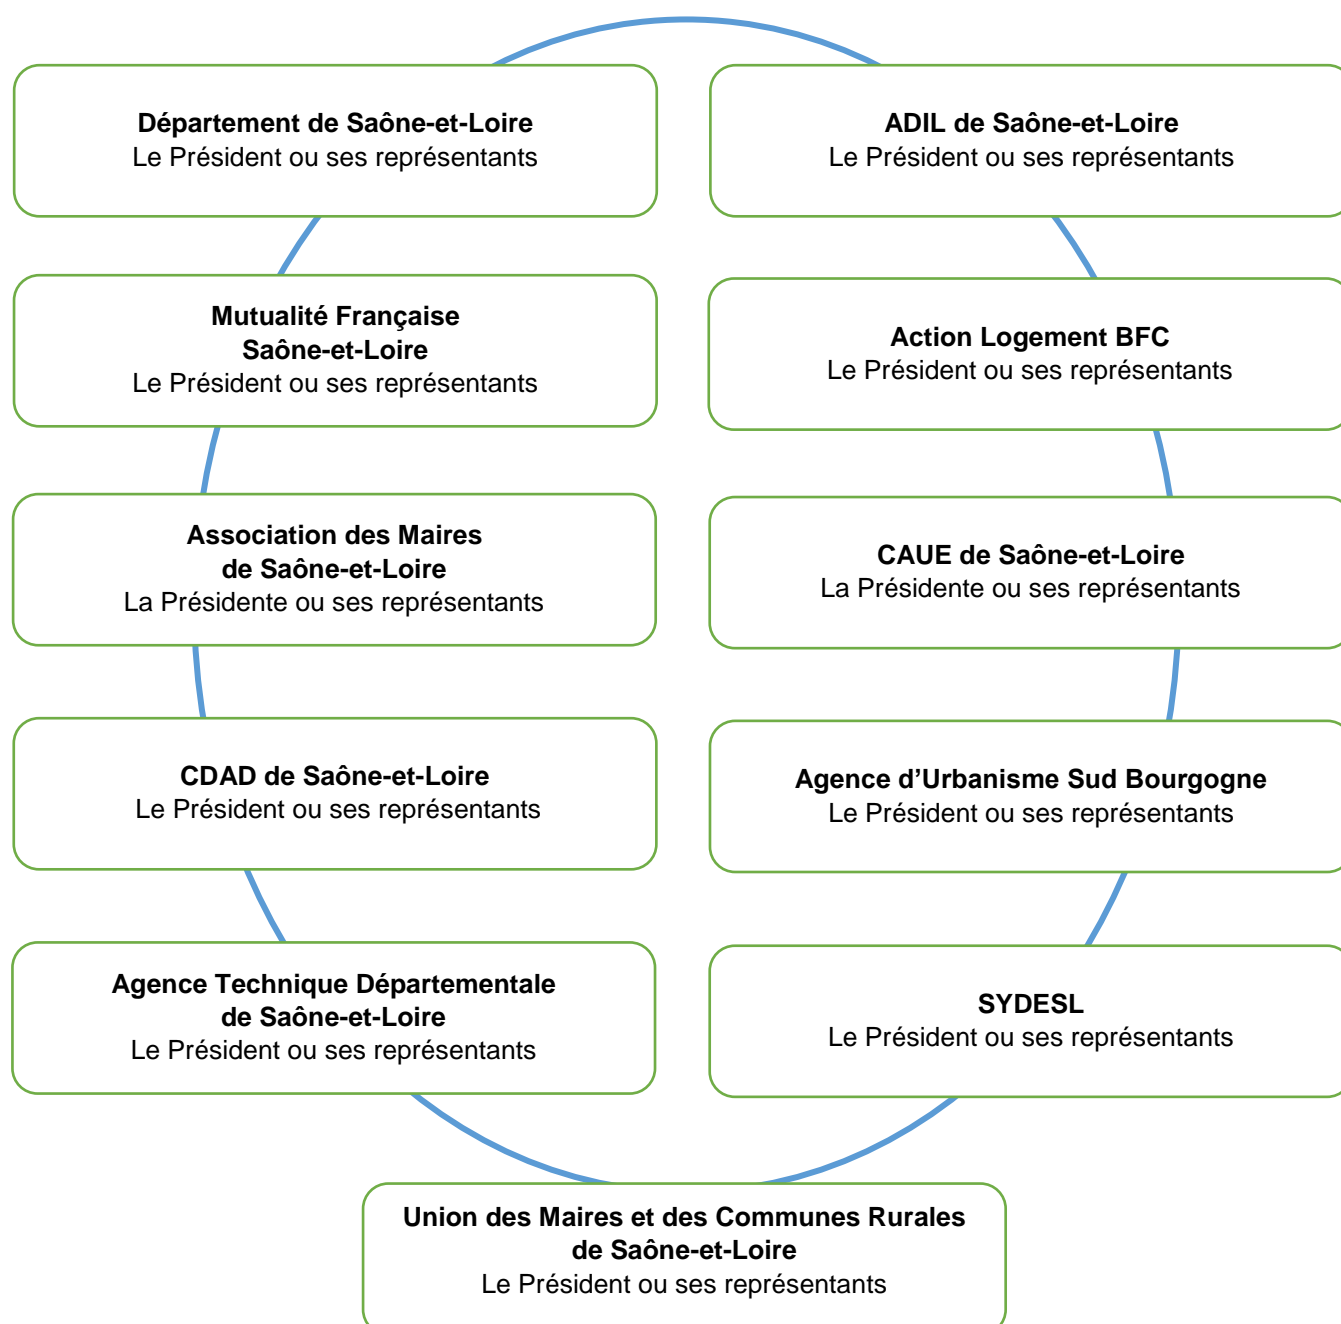 Département de Saône-et-Loire
Le Président ou ses représentants
ADIL de Saône-et-Loire
Le Président ou ses représentants
Mutualité Française
Saône-et-Loire
Le Président ou ses représentants
Action Logement BFC
Le Président ou ses représentants
Association des Maires
de Saône-et-Loire
La Présidente ou ses représentants
CAUE de Saône-et-Loire
La Présidente ou ses représentants
CDAD de Saône-et-Loire
Le Président ou ses représentants
Agence d’Urbanisme Sud Bourgogne
Le Président ou ses représentants
Agence Technique Départementale
de Saône-et-Loire
Le Président ou ses représentants
SYDESL
Le Président ou ses représentants
Union des Maires et des Communes Rurales
de Saône-et-Loire
Le Président ou ses représentants